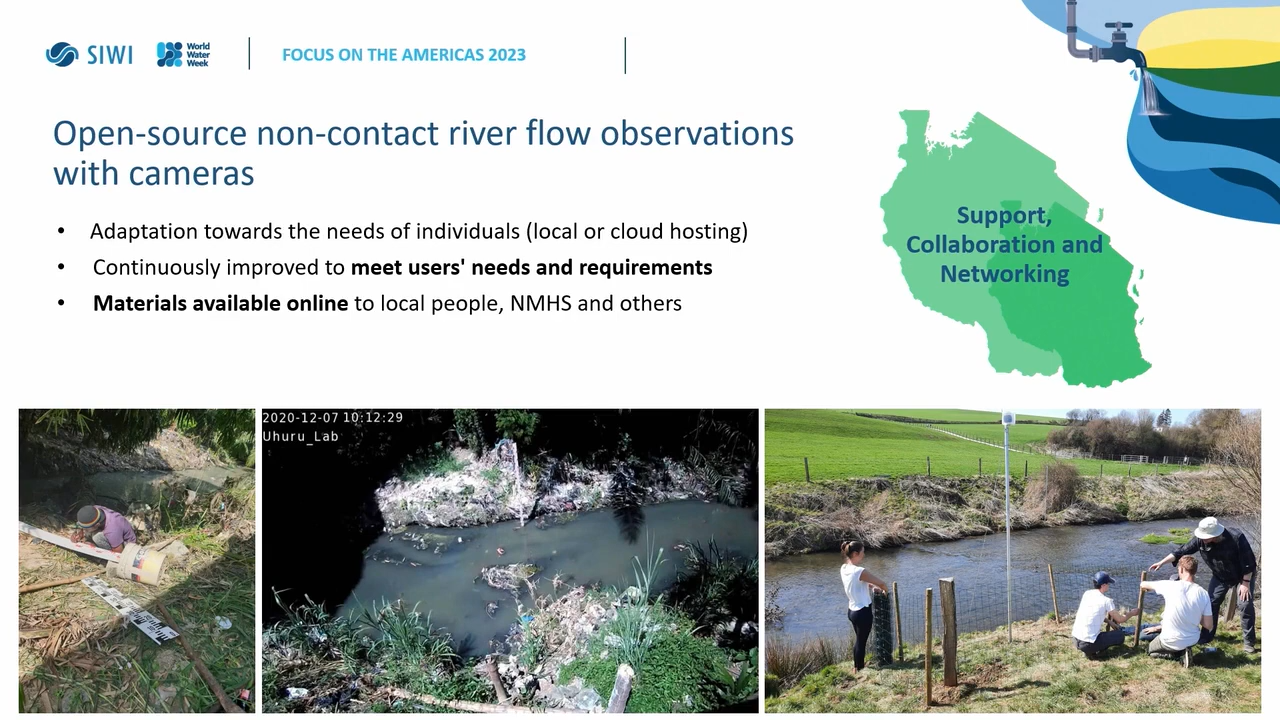 SIWI
World
Water
Week
FOCUS ON THE AMERICAS 2023
Open-source non-contact river flow observations
with cameras
• Adaptation towards the needs of individuals (local or cloud hosting)
• Continuously improved to meet users' needs and requirements
• Materials available online to local people, NMHS and others
Support,
Collaboration and
Networking
2020-12-07 10:12:29
Uhuru_Lab